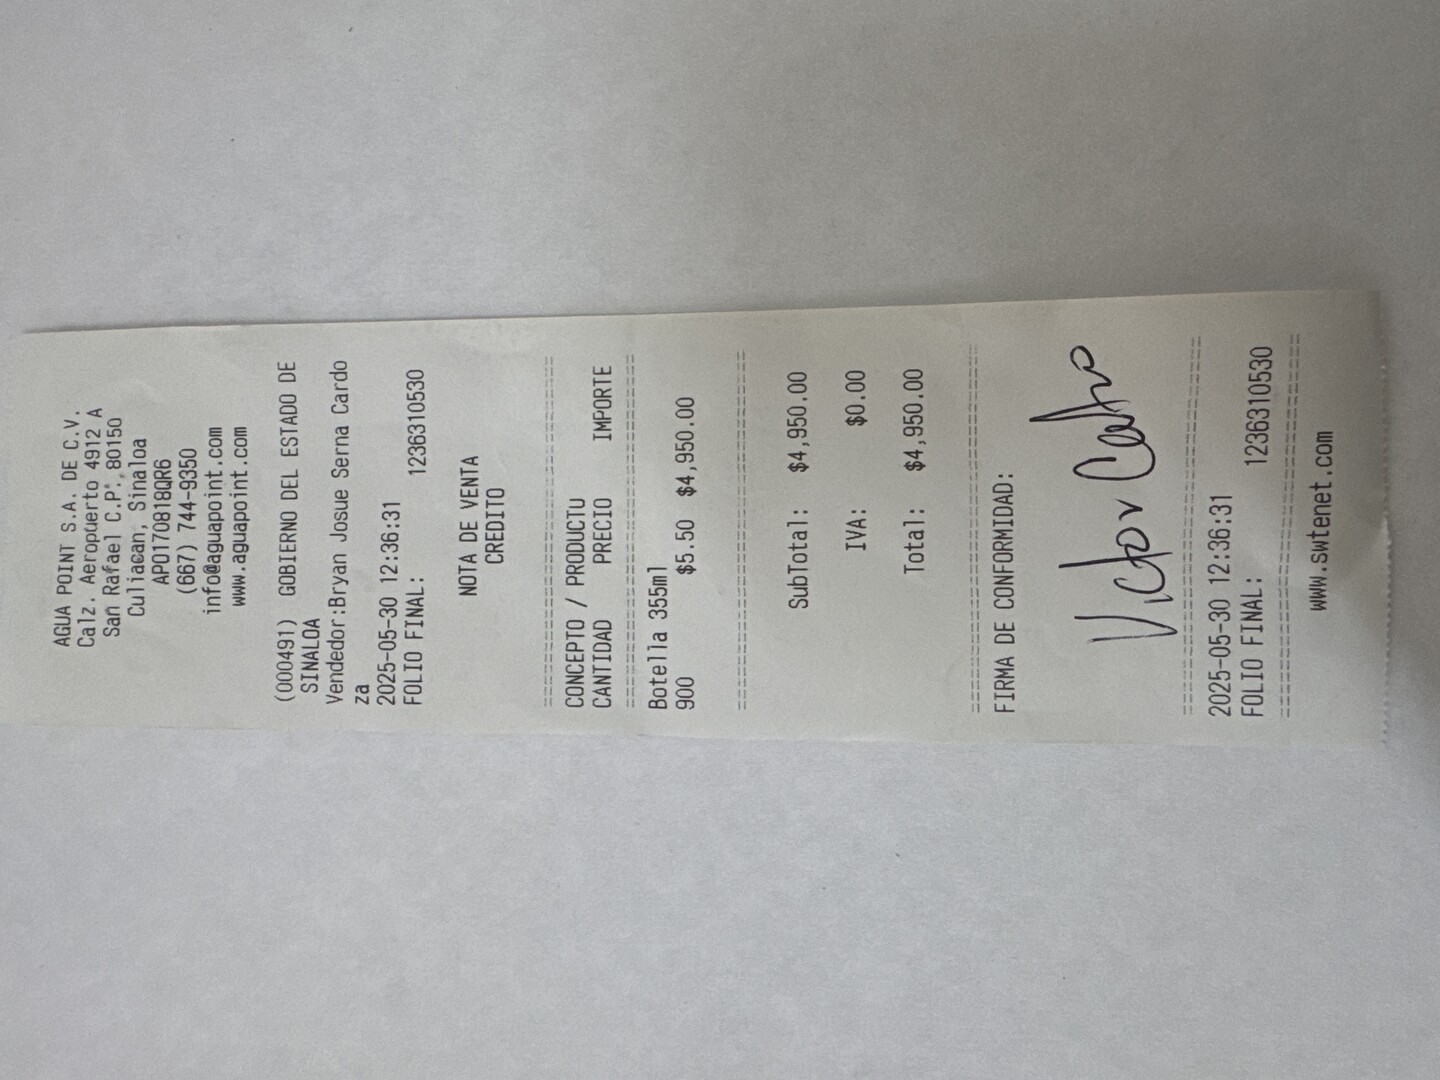 AGUA POINT S.A. DE C.V.
Calz. Aeropuerto 4912 A
San Rafael C.P. 80150
Culiacan, Sinaloa
APO170818QR6
(667) 744-9350
info@aguapoint.com
www.aguapoint.com
(000491) GOBIERNO DEL ESTADO DE
SINALOA
Vendedor:Bryan Josue Serna Cardo
za
2025-05-30 12:36:31
FOLIO FINAL: 1236310530
NOTA DE VENTA
CREDITO
================================
CONCEPTO / PRODUCTU
CANTIDAD PRECIO IMPORTE
================================
Botella 355ml
900 $5.50 $4,950.00
================================
SubTotal: $4,950.00
IVA: $0.00
Total: $4,950.00
================================
FIRMA DE CONFORMIDAD:
Victor Castro
================================
2025-05-30 12:36:31
FOLIO FINAL: 1236310530
================================
www.swtenet.com